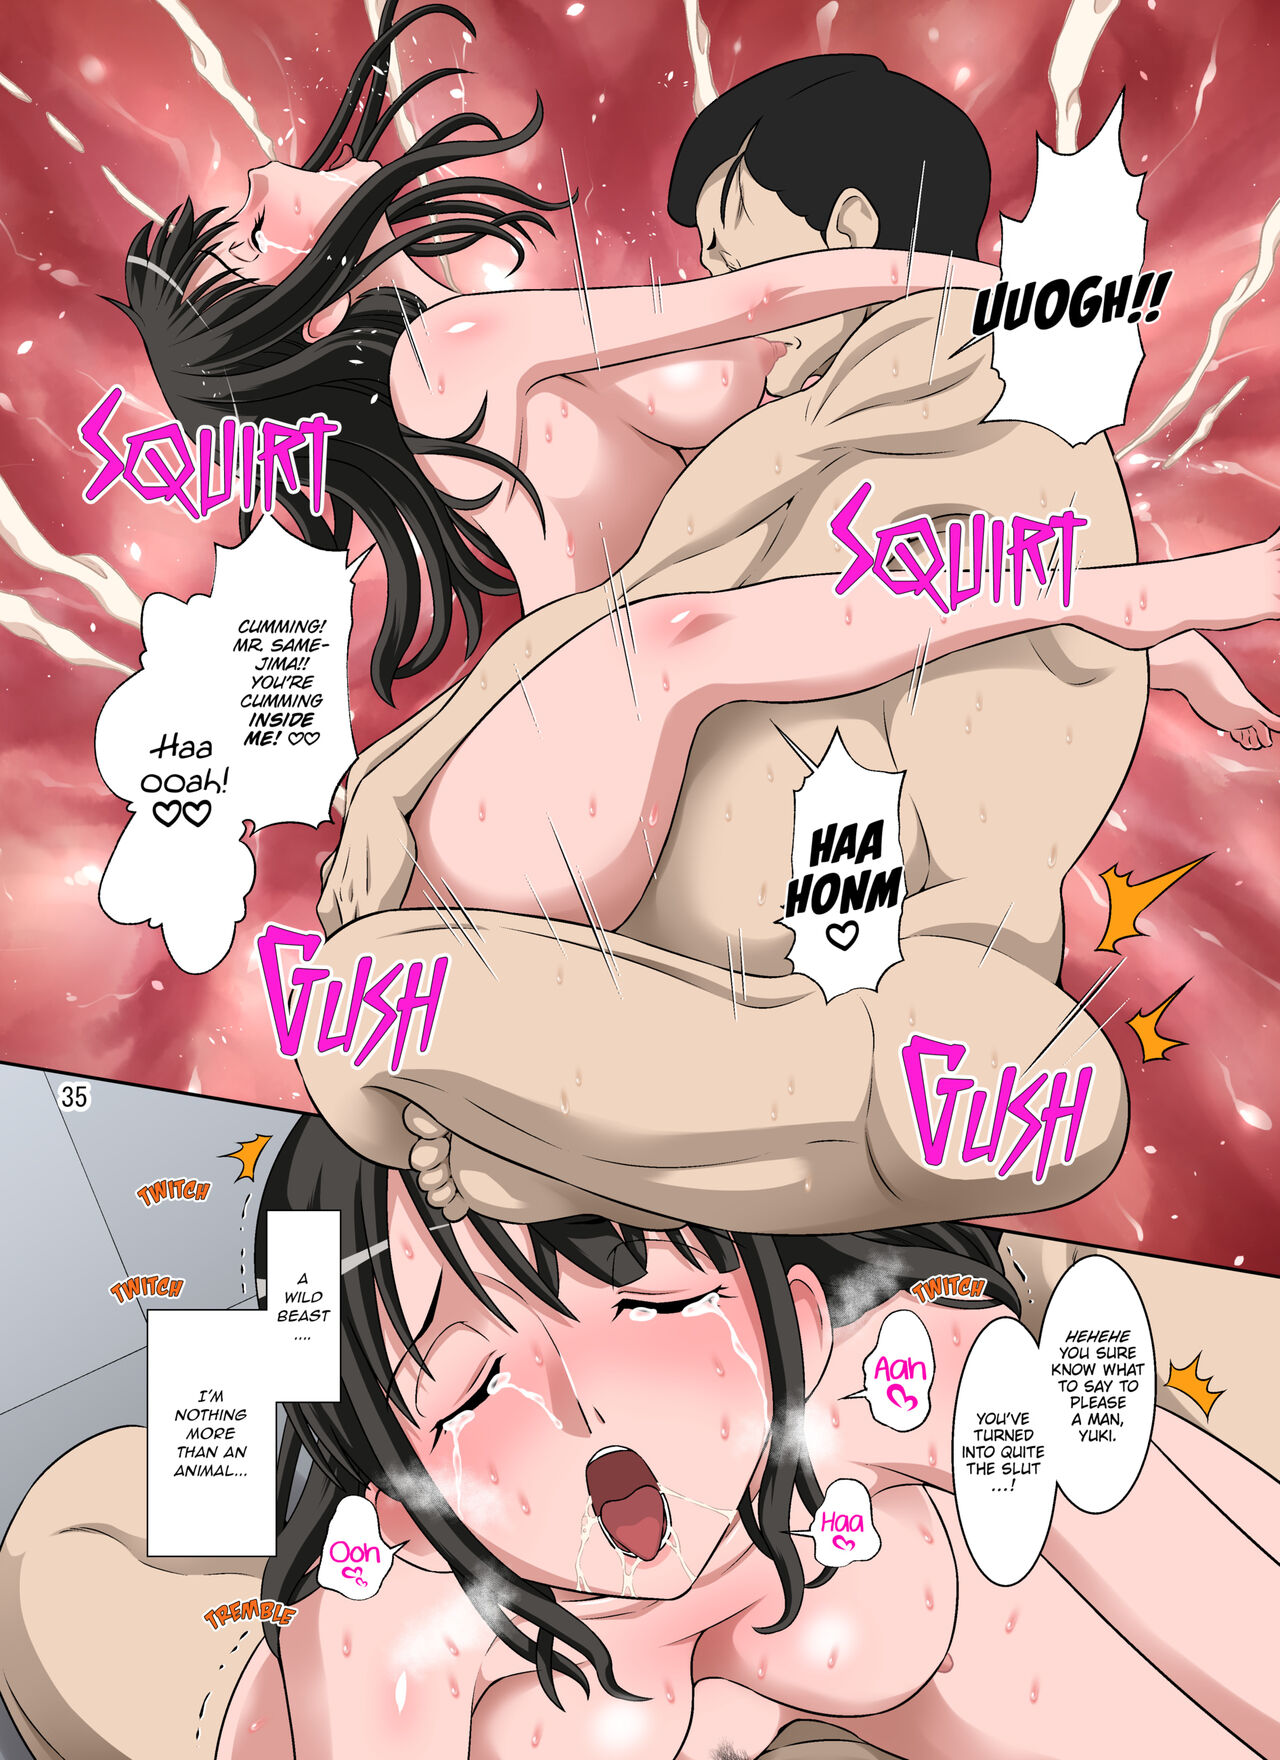 UUOGH!!
SQUIRT
SQUIRT
CUMMING!
MR. SAME-
JIMA!!
YOU'RE
CUMMING
INSIDE
ME! ♡♡
Haa
ooah!
♡♡
HAA
HONM
♡
GUSH
GUSH
35
TWITCH
TWITCH
TWITCH
HEHEHE
YOU SURE
KNOW WHAT
TO SAY TO
PLEASE
A MAN,
YUKI.
YOU'VE
TURNED
INTO QUITE
THE SLUT
...!
Aah
♡
Haa
♡
A
WILD
BEAST
....
I'M
NOTHING
MORE
THAN AN
ANIMAL...
Ooh
♡
TREMBLE